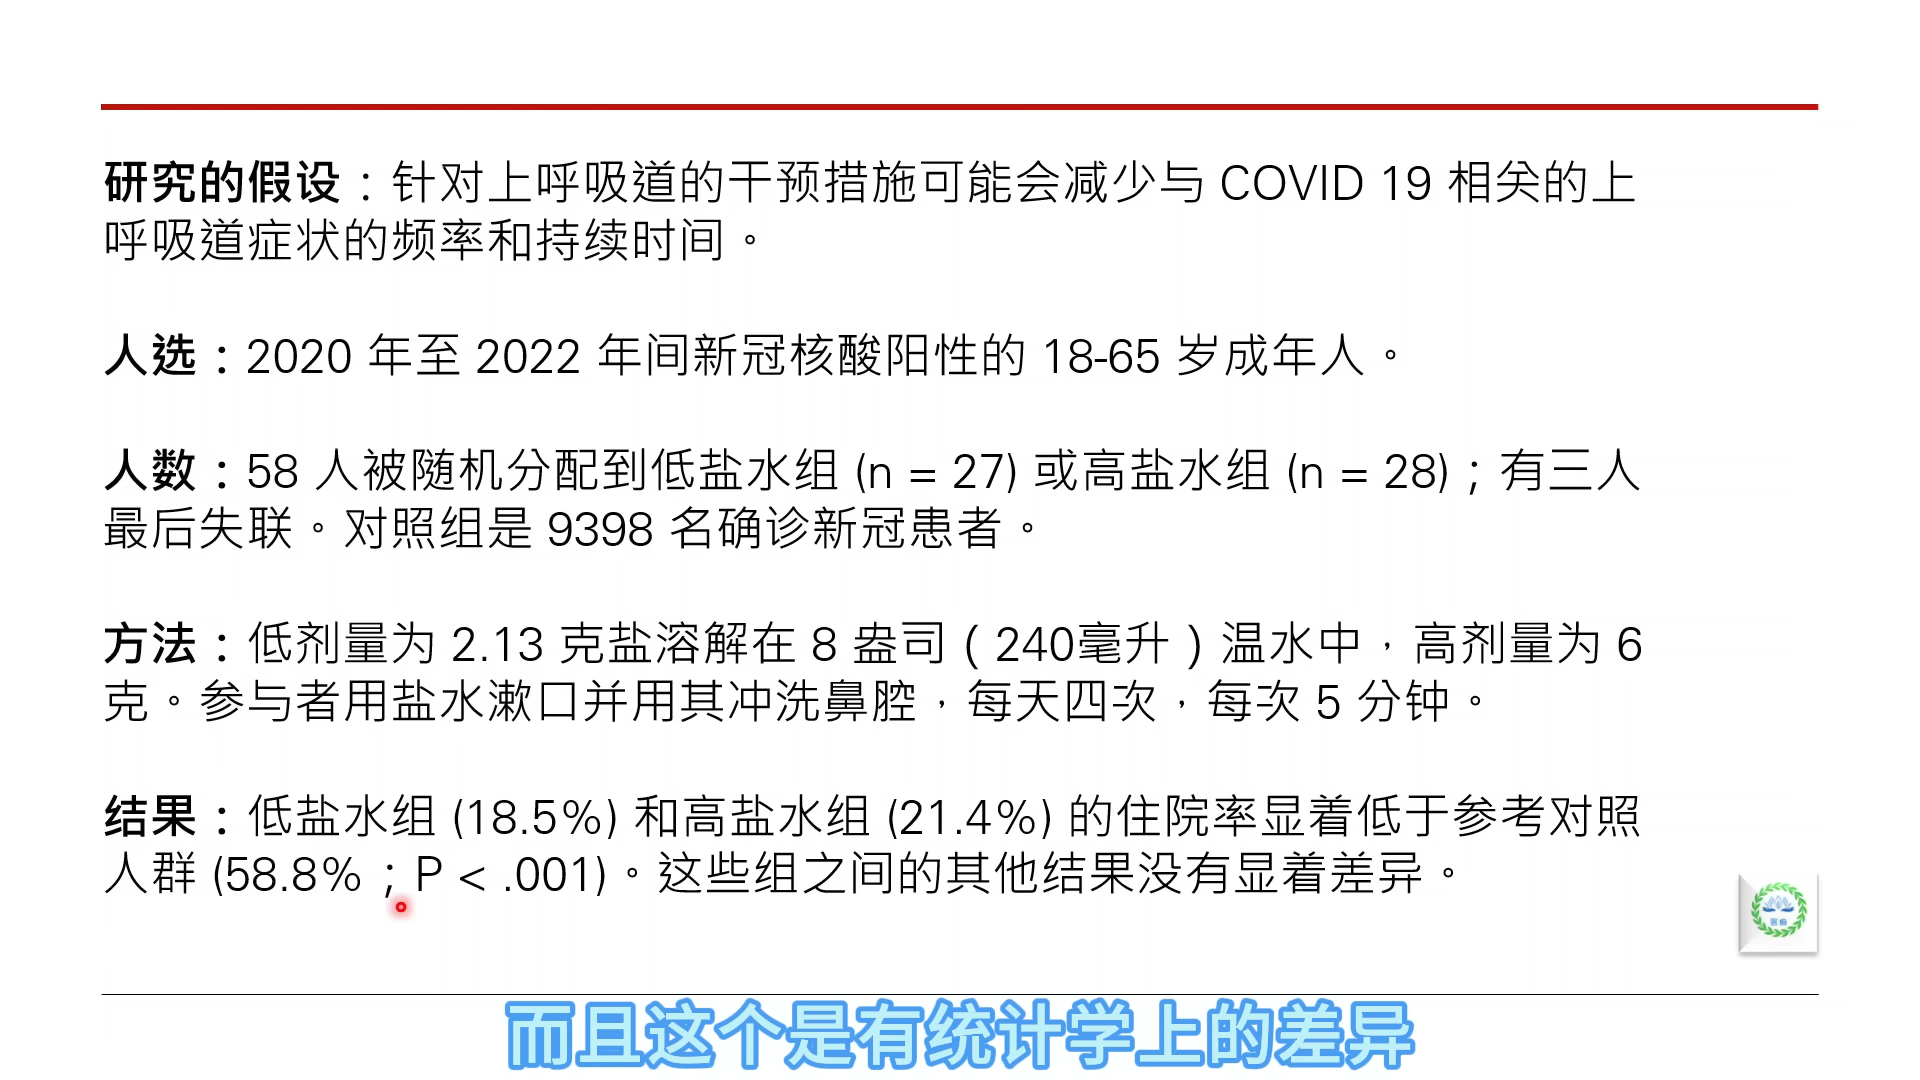 研究的假设：针对上呼吸道的干预措施可能会减少与 COVID 19 相关的上
呼吸道症状的频率和持续时间。
人选：2020 年至 2022 年间新冠核酸阳性的 18-65 岁成年人。
人数：58 人被随机分配到低盐水组 (n = 27) 或高盐水组 (n = 28)；有三人
最后失联。对照组是 9398 名确诊新冠患者。
方法：低剂量为 2.13 克盐溶解在 8 盎司（240毫升）温水中，高剂量为 6
克。参与者用盐水漱口并用其冲洗鼻腔，每天四次，每次 5 分钟。
结果：低盐水组 (18.5%) 和高盐水组 (21.4%) 的住院率显着低于参考对照
人群 (58.8%；P < .001)。这些组之间的其他结果没有显着差异。
而且这个是有统计学上的差异